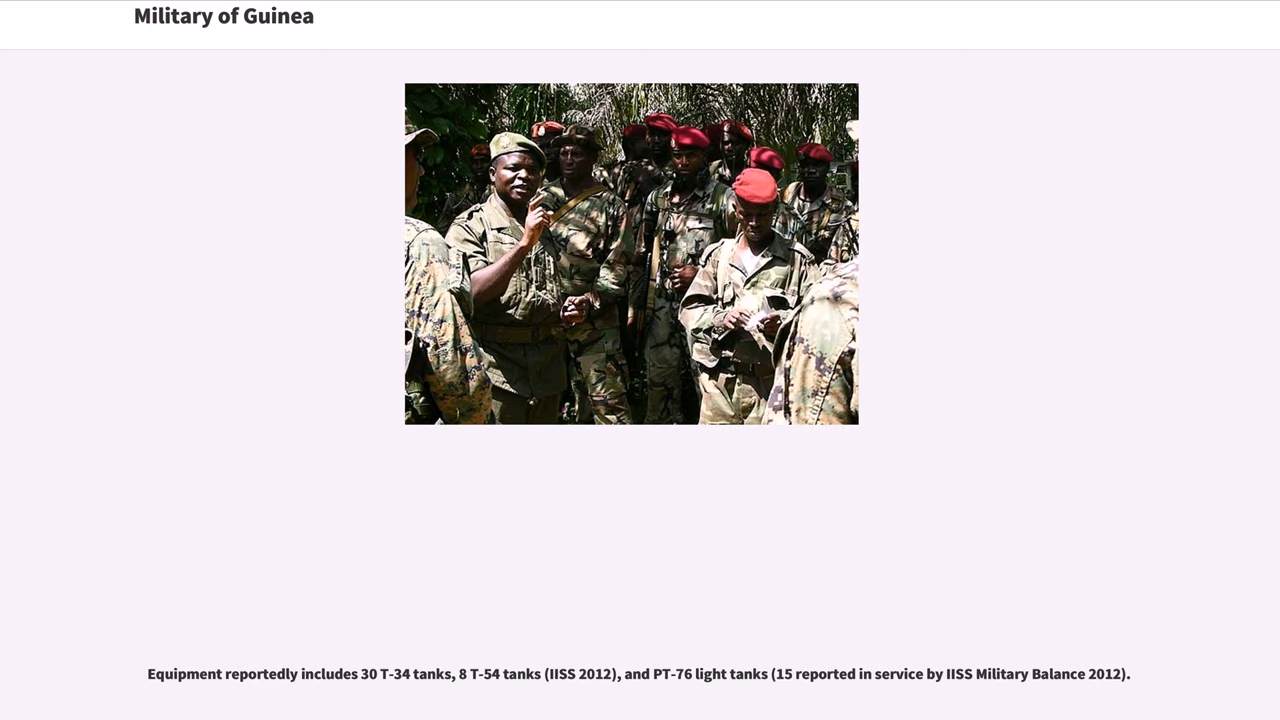 Military of Guinea
Equipment reportedly includes 30 T-34 tanks, 8 T-54 tanks (IISS 2012), and PT-76 light tanks (15 reported in service by IISS Military Balance 2012).